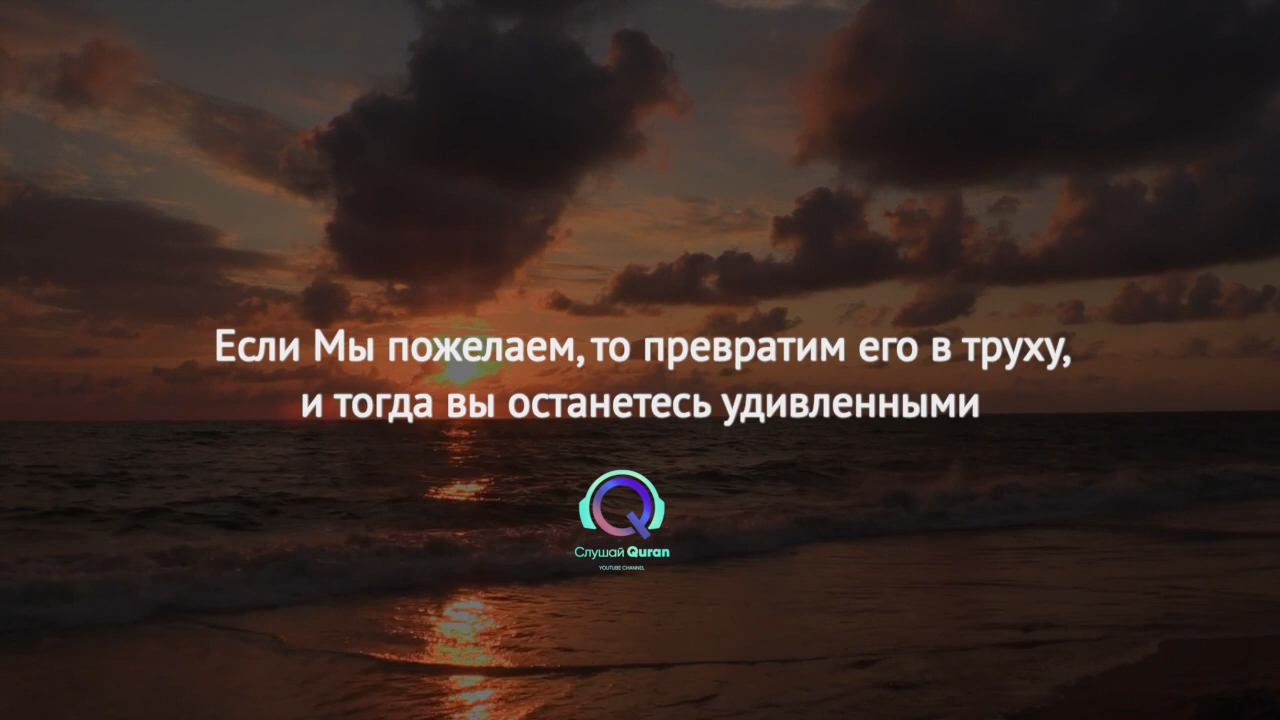 Если Мы пожелаем, то превратим его в труху,
и тогда вы останетесь удивленными
Слушай Quran
YOUTUBE CHANNEL